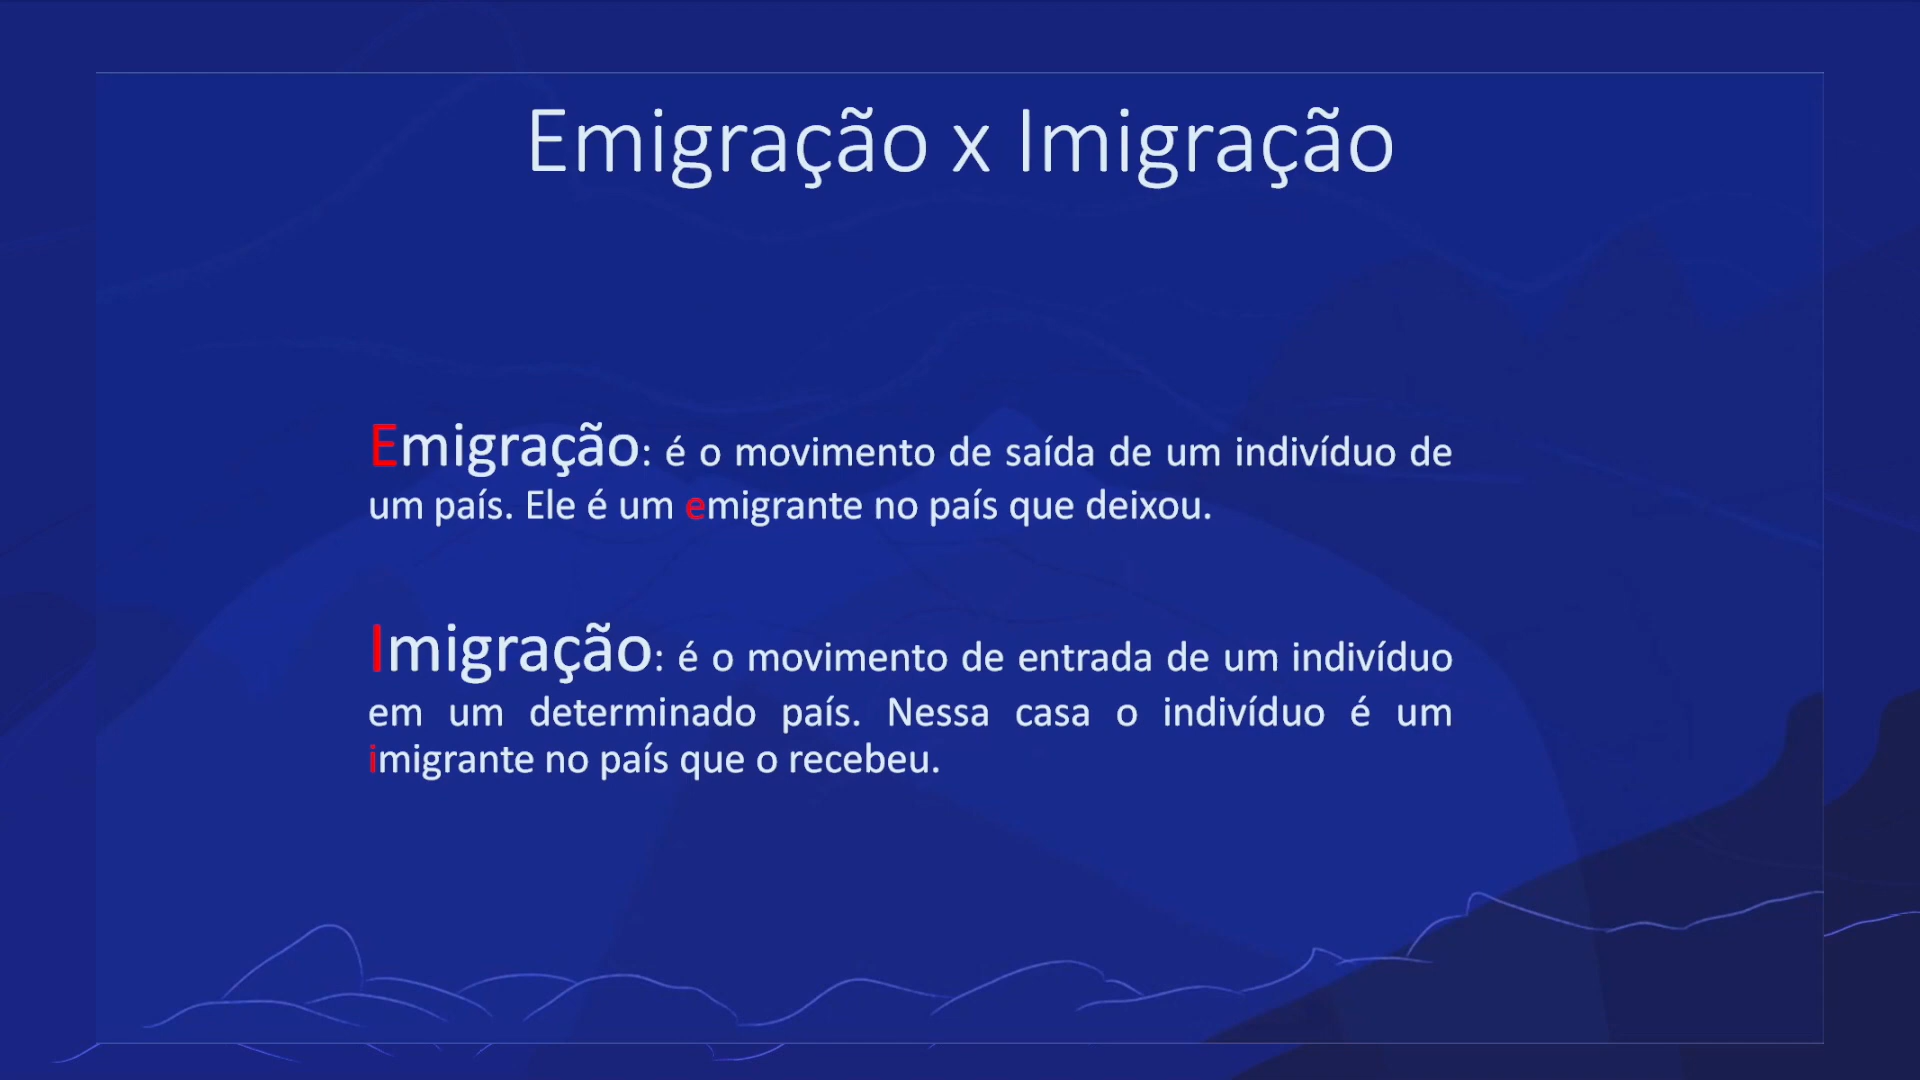 Emigração x Imigração
Emigração: é o movimento de saída de um indivíduo de
um país. Ele é um emigrante no país que deixou.
Imigração: é o movimento de entrada de um indivíduo
em um determinado país. Nessa casa o indivíduo é um
imigrante no país que o recebeu.